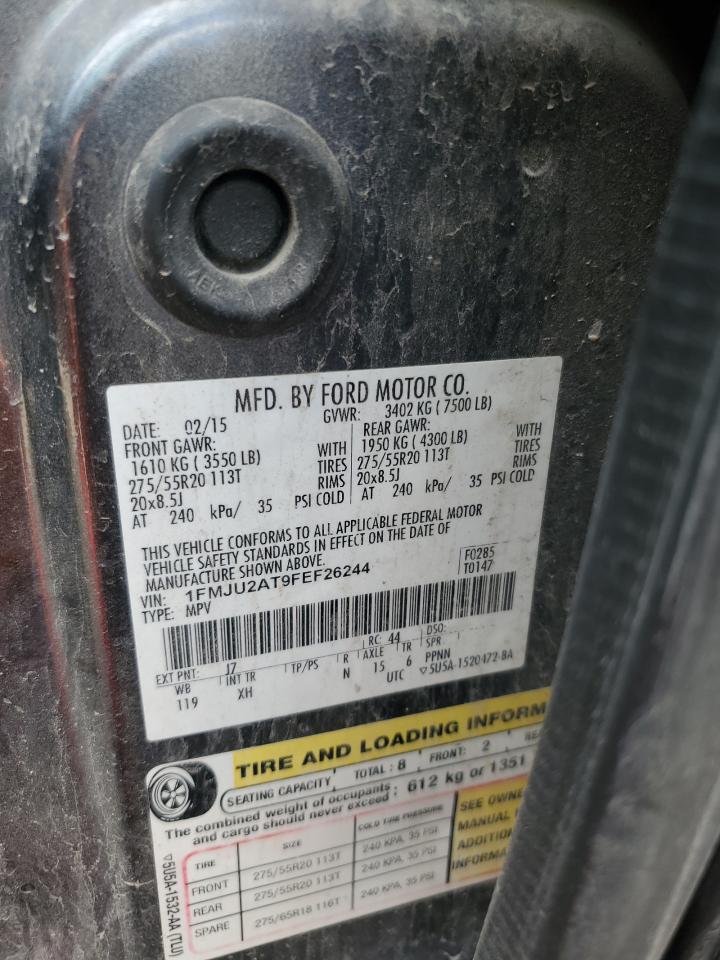 MFD. BY FORD MOTOR CO.
DATE: 02/15 GVWR: 3402 KG (7500 LB)
FRONT GAWR: REAR GAWR:
1610 KG (3550 LB) WITH 1950 KG (4300 LB) WITH
275/55R20 113T TIRES 275/55R20 113T TIRES
20x8.5J RIMS 20x8.5J RIMS
AT 240 kPa/ 35 PSI COLD AT 240 kPa/ 35 PSI COLD
THIS VEHICLE CONFORMS TO ALL APPLICABLE FEDERAL MOTOR
VEHICLE SAFETY STANDARDS IN EFFECT ON THE DATE OF
MANUFACTURE SHOWN ABOVE.
VIN: 1FMJU2AT9FEF26244 F0285
TYPE: MPV T0147
EXT PNT: J7 RC: 44 DSO:
WB INT TR TP/PS R AXLE TR SPR
119 XH N 15 6 PPNN
UTC ▽5U5A-1520472-BA
TIRE AND LOADING INFORM
SEATING CAPACITY TOTAL: 8 FRONT: 2
The combined weight of occupants and cargo should never exceed: 612 kg or 1351
TIRE SIZE COLD TIRE PRESSURE
FRONT 275/55R20 113T 240 KPA, 35 PSI
REAR 275/55R20 113T 240 KPA, 35 PSI
SPARE 275/65R18 116T 240 KPA, 35 PSI
SEE OWNE
MANUAL
ADDITIO
INFORMA
▽5U5A-1532-AA (TLU)